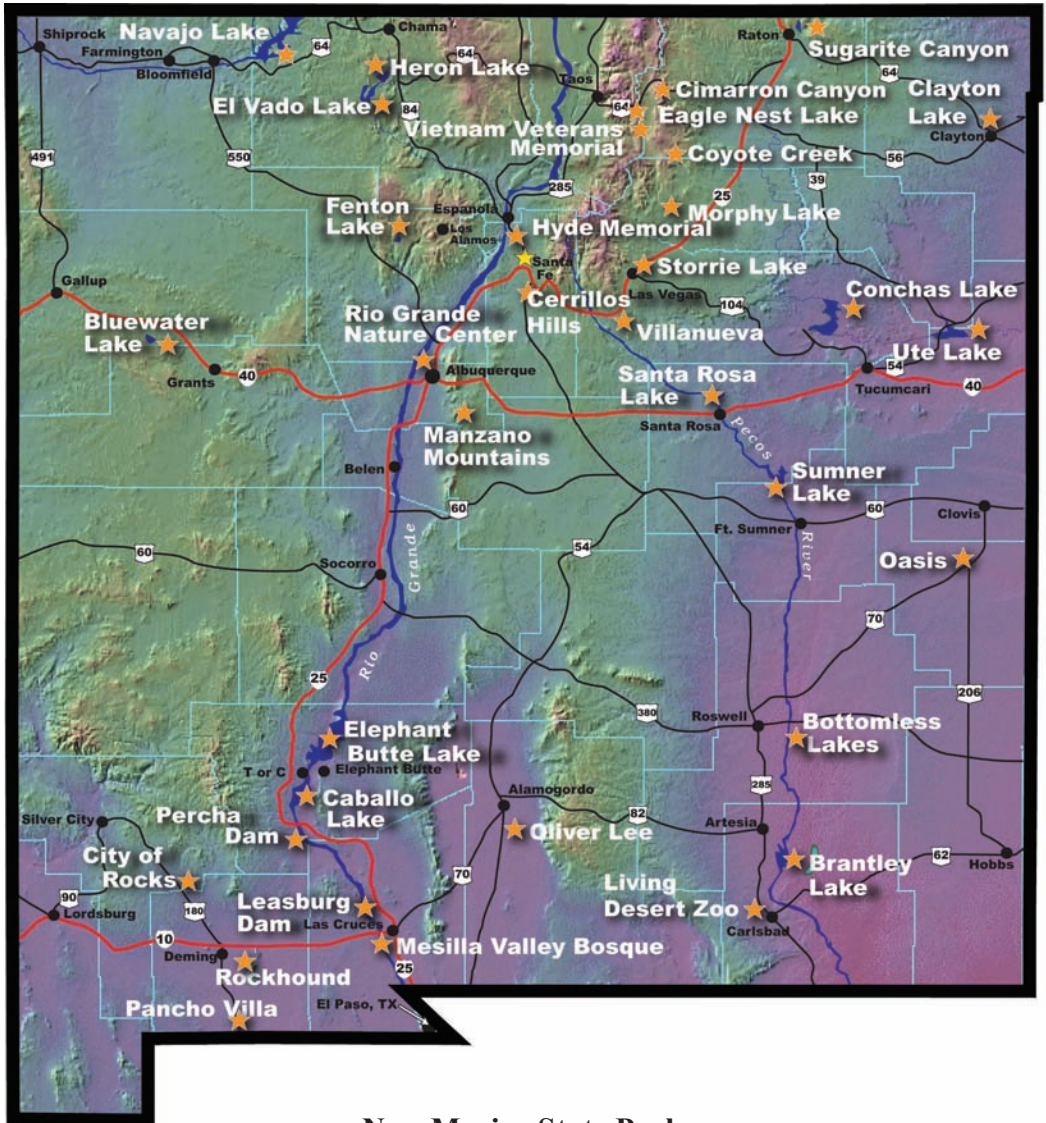 Navajo Lake
Shiprock
Farmington
Bloomfield
64
Chama
64
Heron Lake
El Vado Lake
84
Taos
64
Raton
Sugarite Canyon
64
Cimarron Canyon
Eagle Nest Lake
Clayton
Lake
Clayton
Vietnam Veterans
Memorial
Coyote Creek
56
39
491
550
285
25
Fenton
Lake
Espanola
Los
Alamos
Hyde Memorial
Morphy Lake
Santa
Fe
Storrie Lake
Las Vegas
104
Gallup
Cerrillos
Hills
Villanueva
Conchas Lake
Ute Lake
54
Tucumcari
40
Bluewater
Lake
Grants
40
Rio Grande
Nature Center
Albuquerque
Santa Rosa
Lake
Santa Rosa
Pecos
Manzano
Mountains
Belen
Sumner
Lake
60
Ft. Sumner
60
Clovis
River
Grande
60
Socorro
54
Oasis
70
Rio
25
380
Roswell
206
Bottomless
Lakes
Elephant
Butte Lake
T or C
Elephant Butte
285
Caballo
Lake
Alamogordo
82
Artesia
Percha
Dam
Oliver Lee
Silver City
City of
Rocks
Brantley
Lake
62
Hobbs
70
Living
Desert Zoo
Carlsbad
90
Lordsburg
180
Leasburg
Dam
Las Cruces
10
Deming
Mesilla Valley Bosque
25
Rockhound
Pancho Villa
El Paso, TX